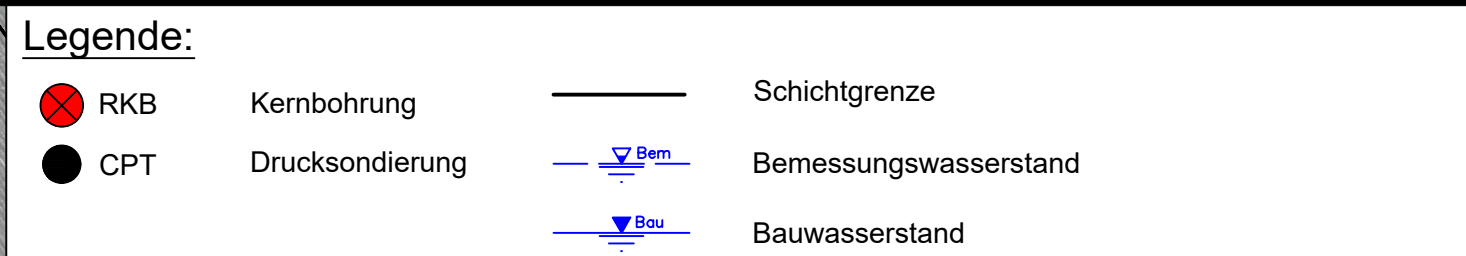 Legende:
RKB Kernbohrung Schichtgrenze
CPT Drucksondierung Bem Bemessungswasserstand
Bau Bauwasserstand